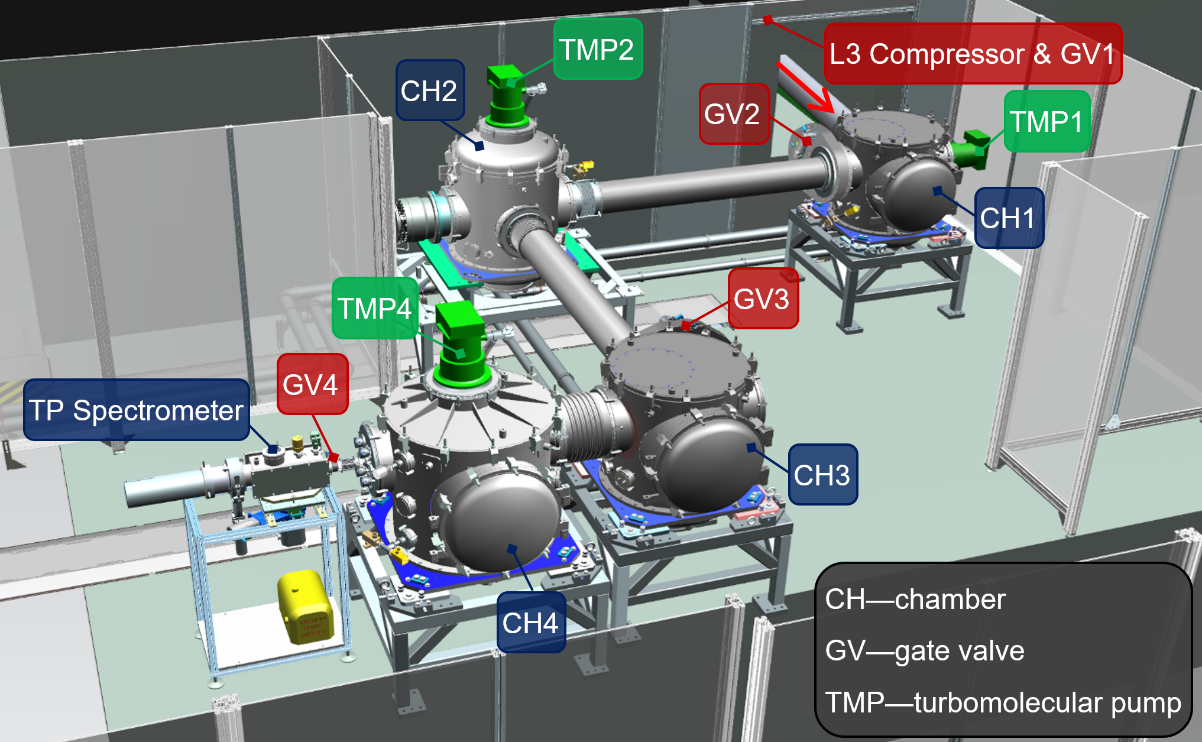 TMP2
L3 Compressor & GV1
CH2
GV2
TMP1
CH1
TMP4
GV3
GV4
TP Spectrometer
CH3
CH4
CH—chamber
GV—gate valve
TMP—turbomolecular pump